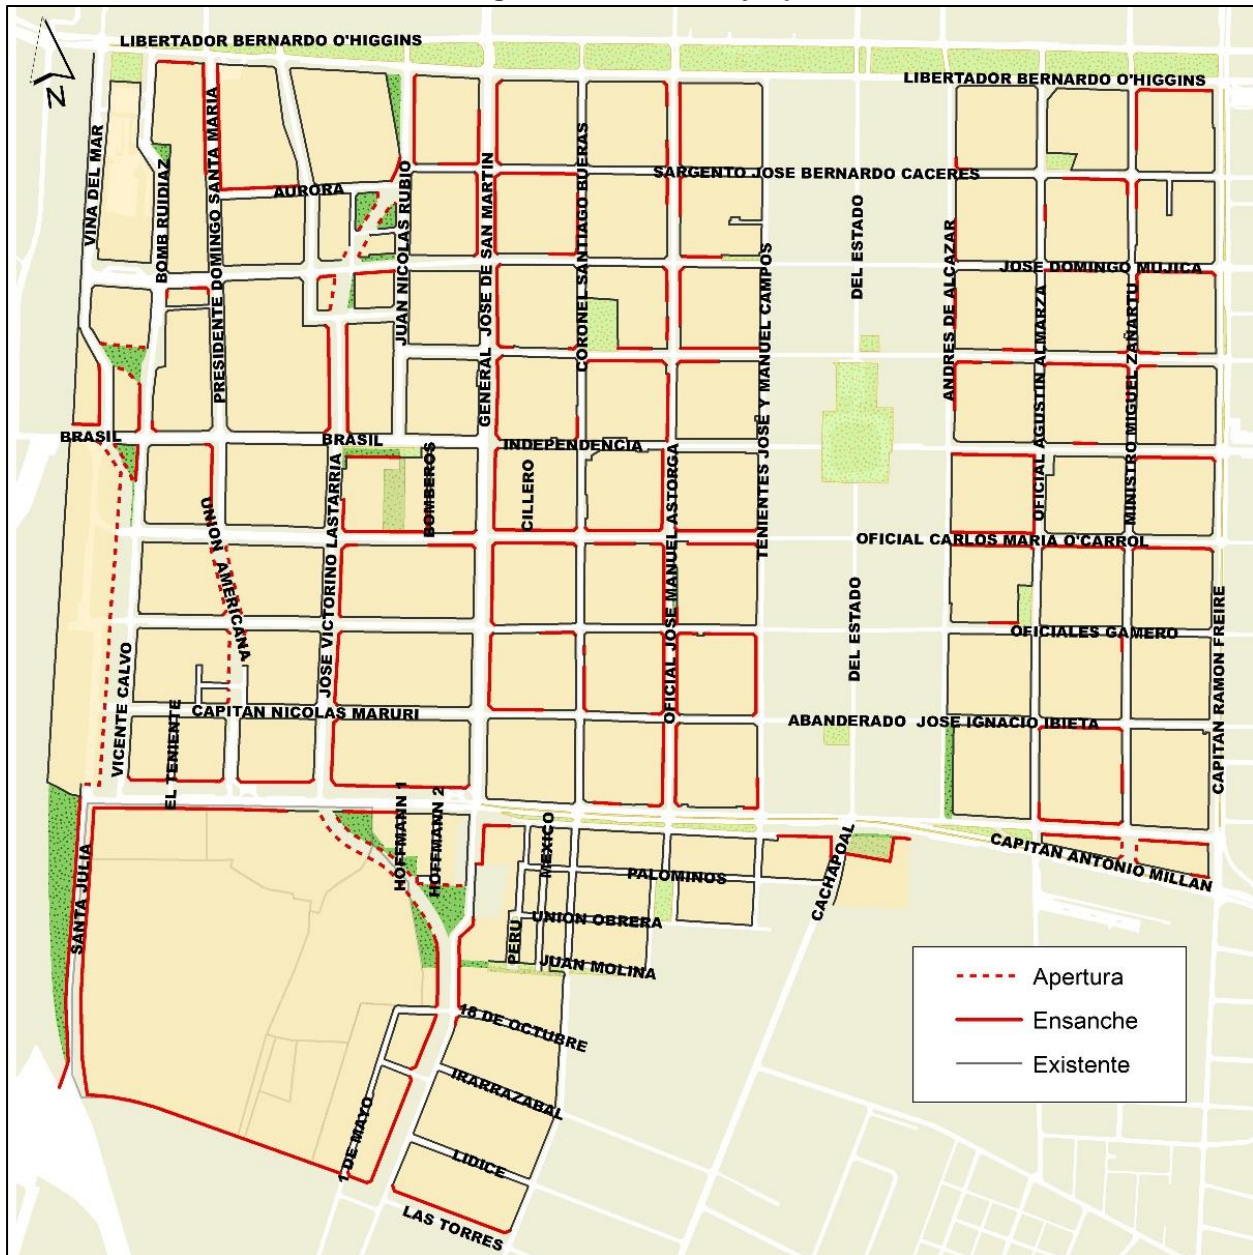 LIBERTADOR BERNARDO O'HIGGINS
LIBERTADOR BERNARDO O'HIGGINS
N
VIÑA DEL MAR
BOMB RUIDIAZ
PRESIDENTE DOMINGO SANTA MARIA
AURORA
JUAN NICOLAS RUBIO
GENERAL JOSE DE SAN MARTIN
CORONEL SANTIAGO BUERAS
SARGENTO JOSE BERNARDO CACERES
TENIENTES JOSE Y MANUEL CAMPOS
DEL ESTADO
ANDRES DE ALCAZAR
JOSE DOMINGO MUJICA
OFICIAL AGUSTIN ALMARZA
MINISTRO MIGUEL ZAÑARTU
BRASIL
BRASIL
INDEPENDENCIA
UNION AMERICANA
JOSE VICTORINO LASTARRIA
BOMBEROS
CILLERO
OFICIAL JOSE MANUEL ASTORGA
OFICIAL CARLOS MARIA O'CARROL
DEL ESTADO
OFICIALES GAMERO
CAPITAN RAMON FREIRE
VICENTE CALVO
EL TENIENTE
CAPITAN NICOLAS MARURI
ABANDERADO JOSE IGNACIO IBIETA
SANTA JULIA
HOFFMANN 1
HOFFMANN 2
MEXICO
PALOMINOS
CACHAPOAL
CAPITAN ANTONIO MILLAN
UNION OBRERA
PERU
JUAN MOLINA
18 DE OCTUBRE
IRARRAZABAL
1 DE MAYO
LIDICE
LAS TORRES
Apertura
Ensanche
Existente